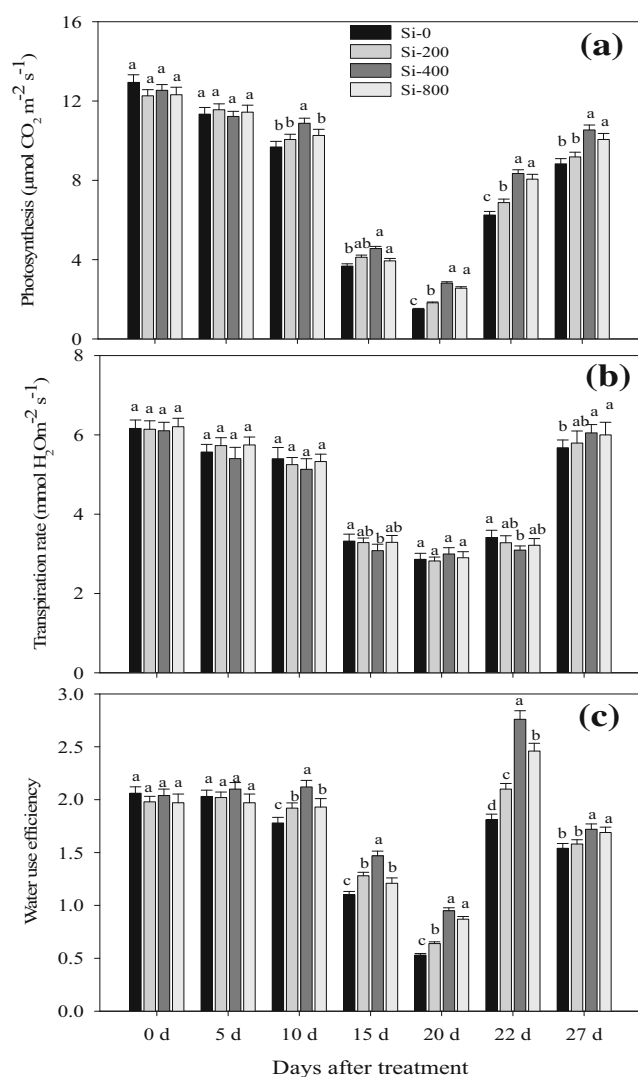 Si-0
Si-200
Si-400
Si-800
(a)
Photosynthesis (µmol CO₂ m⁻² s⁻¹)
16
12
8
4
0
a a a a
a a a a
b b a b
b ab a a
c b a a
c b a a
b b a a
(b)
Transpiration rate (mmol H₂Om⁻² s⁻¹)
8
6
4
2
0
a a a a
a a a a
a a a a
a ab b ab
a a a a
a ab b ab
b ab a a
(c)
Water use efficiency
3.0
2.5
2.0
1.5
1.0
0.5
0.0
a a a a
a a a a
c b a b
c b a b
c b a a
d c a b
b b a a
0 d 5 d 10 d 15 d 20 d 22 d 27 d
Days after treatment